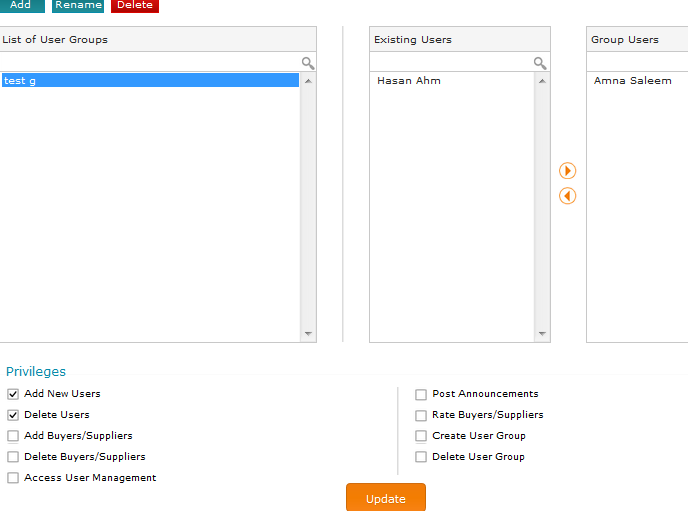 Add Rename Delete
List of User Groups
test g
Existing Users
Hasan Ahm
Group Users
Amna Saleem
Privileges
Add New Users
Delete Users
Add Buyers/Suppliers
Delete Buyers/Suppliers
Access User Management
Post Announcements
Rate Buyers/Suppliers
Create User Group
Delete User Group
Update